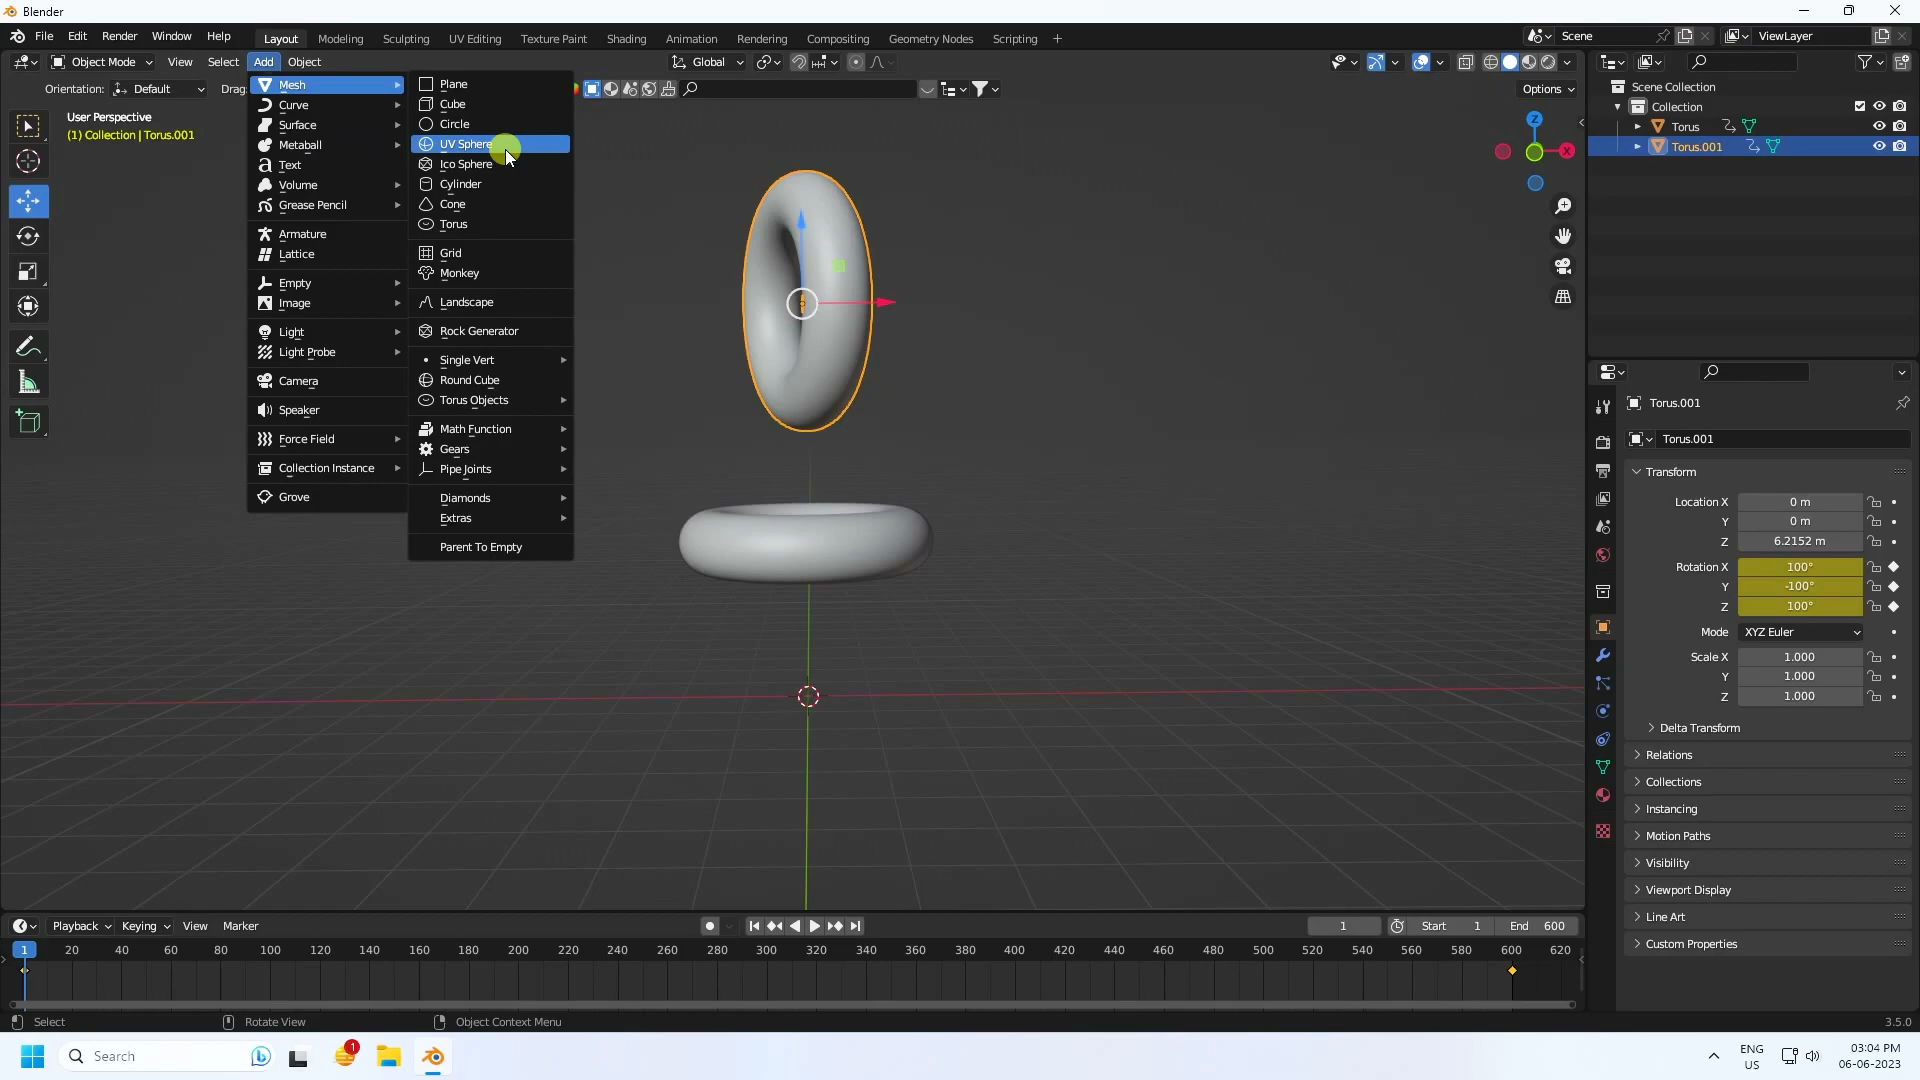 Blender
File Edit Render Window Help
Layout Modeling Sculpting UV Editing Texture Paint Shading Animation Rendering Compositing Geometry Nodes Scripting +
Scene
ViewLayer
Object Mode View Select Add Object
Global
Orientation: Default Drag:
Options
User Perspective
(1) Collection | Torus.001
Mesh
Curve
Surface
Metaball
Text
Volume
Grease Pencil
Armature
Lattice
Empty
Image
Light
Light Probe
Camera
Speaker
Force Field
Collection Instance
Grove
Plane
Cube
Circle
UV Sphere
Ico Sphere
Cylinder
Cone
Torus
Grid
Monkey
Landscape
Rock Generator
Single Vert
Round Cube
Torus Objects
Math Function
Gears
Pipe Joints
Diamonds
Extras
Parent To Empty
Z
X
Scene Collection
Collection
Torus
Torus.001
Torus.001
Torus.001
Transform
Location X 0 m
Y 0 m
Z 6.2152 m
Rotation X 100°
Y -100°
Z 100°
Mode XYZ Euler
Scale X 1.000
Y 1.000
Z 1.000
Delta Transform
Relations
Collections
Instancing
Motion Paths
Visibility
Viewport Display
Line Art
Custom Properties
Playback Keying View Marker
1 Start 1 End 600
1 20 40 60 80 100 120 140 160 180 200 220 240 260 280 300 320 340 360 380 400 420 440 460 480 500 520 540 560 580 600 620
Select Rotate View Object Context Menu
3.5.0
Search
1
ENG
US
03:04 PM
06-06-2023